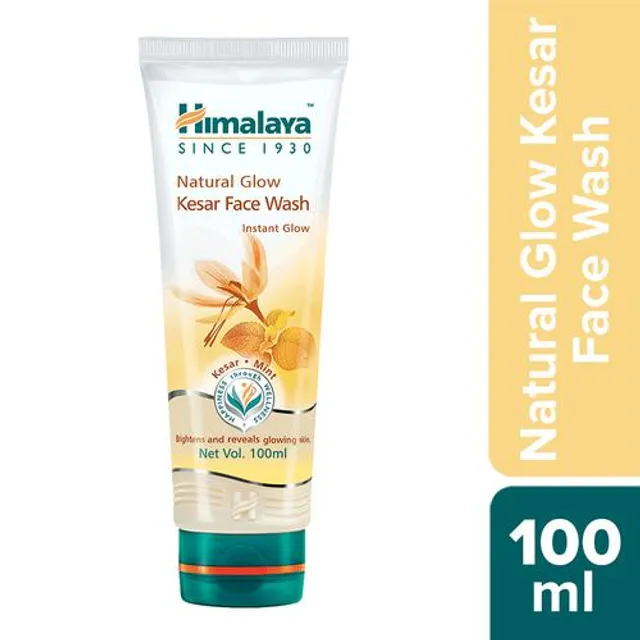 Himalaya™
SINCE 1930
Natural Glow
Kesar Face Wash
Instant Glow
Kesar • Mint
HAPPINESS through WELLNESS
Brightens and reveals glowing skin.
Net Vol. 100ml
H
Natural Glow Kesar
Face Wash
100
ml